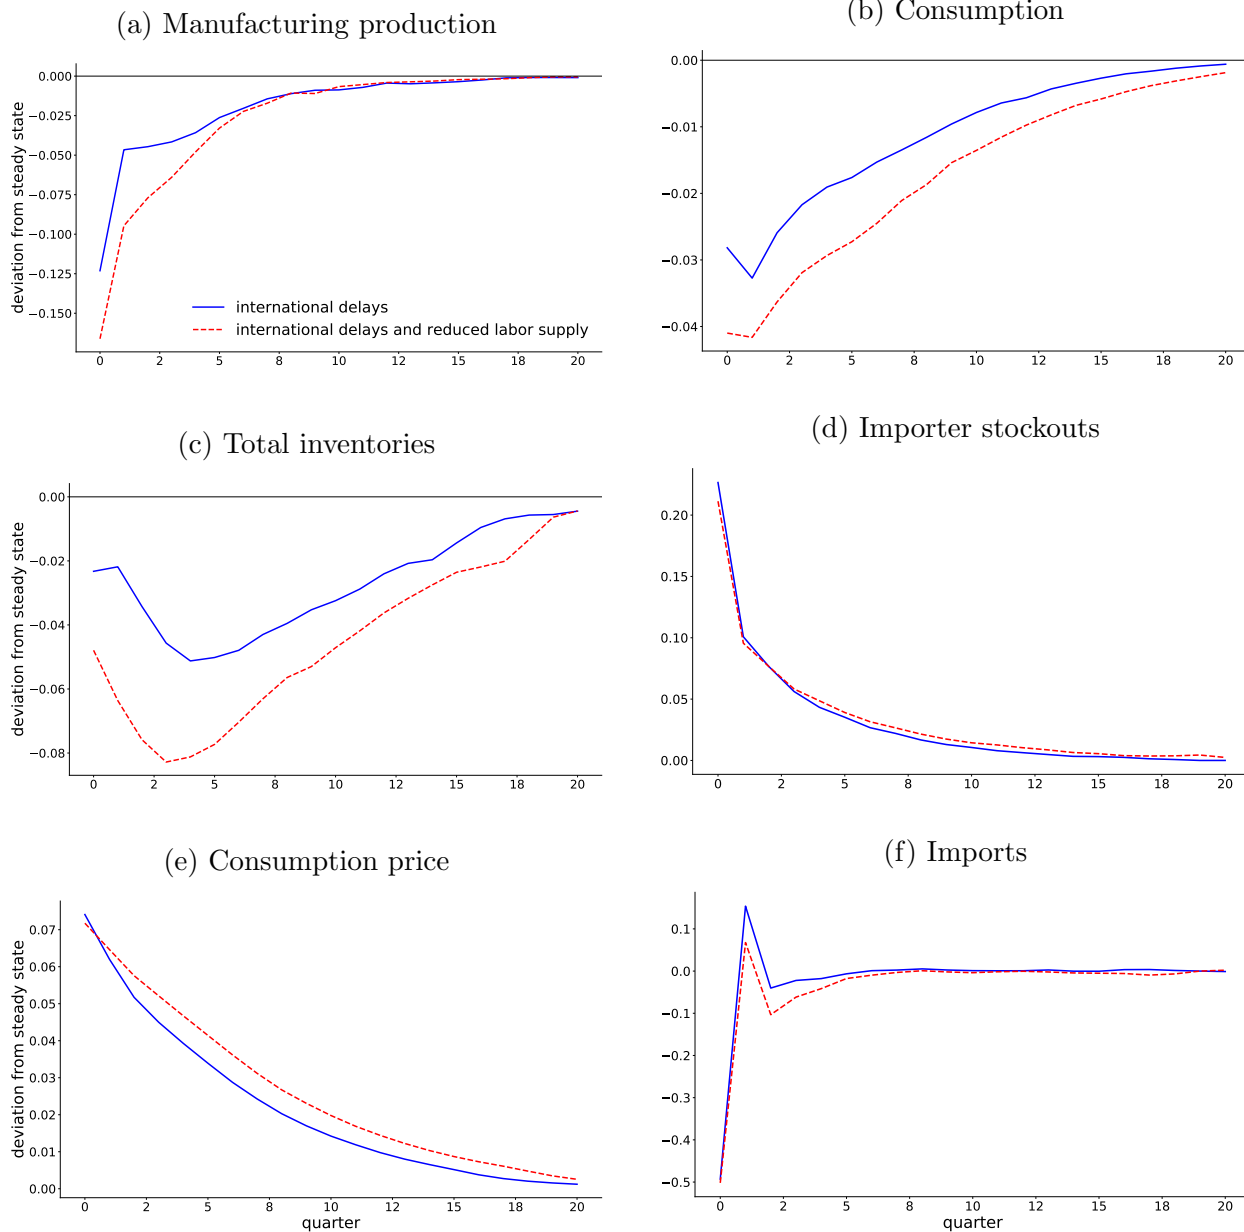 (a) Manufacturing production
0.000
−0.025
−0.050
−0.075
−0.100
−0.125
−0.150
deviation from steady state
international delays
international delays and reduced labor supply
0 2 5 8 10 12 15 18 20
(b) Consumption
0.00
−0.01
−0.02
−0.03
−0.04
0 2 5 8 10 12 15 18 20
(c) Total inventories
0.00
−0.02
−0.04
−0.06
−0.08
deviation from steady state
0 2 5 8 10 12 15 18 20
(d) Importer stockouts
0.20
0.15
0.10
0.05
0.00
0 2 5 8 10 12 15 18 20
(e) Consumption price
0.07
0.06
0.05
0.04
0.03
0.02
0.01
0.00
deviation from steady state
0 2 5 8 10 12 15 18 20
quarter
(f) Imports
0.1
0.0
−0.1
−0.2
−0.3
−0.4
−0.5
0 2 5 8 10 12 15 18 20
quarter